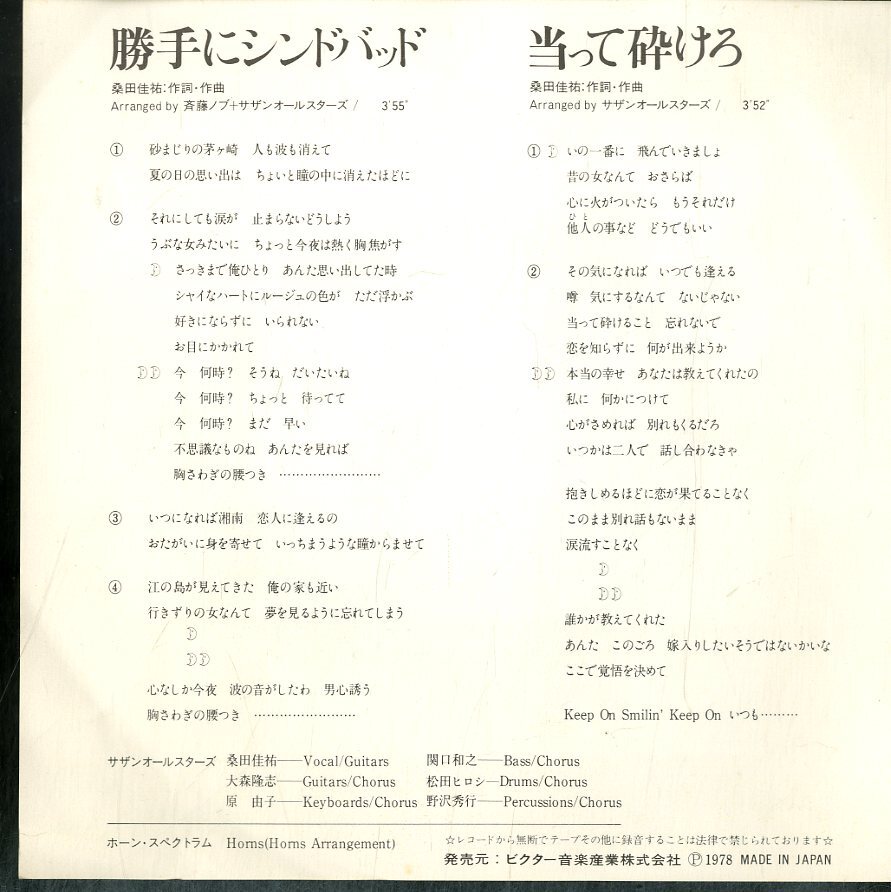 勝手にシンドバッド
桑田佳祐:作詞・作曲
Arranged by 斉藤ノブ+サザンオールスターズ / 3'55"
① 砂まじりの茅ヶ崎 人も波も消えて
夏の日の思い出は ちょいと瞳の中に消えたほどに
② それにしても涙が 止まらないどうしよう
うぶな女みたいに ちょっと今夜は熱く胸焦がす
D さっきまで俺ひとり あんた思い出してた時
シャイなハートにルージュの色が ただ浮かぶ
好きにならずに いられない
お目にかかれて
DD 今 何時? そうね だいたいね
今 何時? ちょっと 待ってて
今 何時? まだ 早い
不思議なものね あんたを見れば
胸さわぎの腰つき ……………………
③ いつになれば湘南 恋人に逢えるの
おたがいに身を寄せて いっちまうような瞳からませて
④ 江の島が見えてきた 俺の家も近い
行きずりの女なんて 夢を見るように忘れてしまう
D
DD
心なしか今夜 波の音がしたわ 男心誘う
胸さわぎの腰つき ……………………
当って砕けろ
桑田佳祐:作詞・作曲
Arranged by サザンオールスターズ / 3'52"
① D いの一番に 飛んでいきましょ
昔の女なんて おさらば
心に火がついたら もうそれだけ
ひと
他人の事など どうでもいい
② その気になれば いつでも逢える
噂 気にするなんて ないじゃない
当って砕けること 忘れないで
恋を知らずに 何が出来ようか
DD 本当の幸せ あなたは教えてくれたの
私に 何かにつけて
心がさめれば 別れもくるだろ
いつかは二人で 話し合わなきゃ
抱きしめるほどに恋が果てることなく
このまま別れ話もないまま
涙流すことなく
D
DD
誰かが教えてくれた
あんた このごろ 嫁入りしたいそうではないかいな
ここで覚悟を決めて
Keep On Smilin' Keep On いつも………
サザンオールスターズ 桑田佳祐──Vocal/Guitars 関口和之──Bass/Chorus
大森隆志──Guitars/Chorus 松田ヒロシ─Drums/Chorus
原 由子──Keyboards/Chorus 野沢秀行──Percussions/Chorus
ホーン・スペクトラム Horns(Horns Arrangement)
☆レコードから無断でテープその他に録音することは法律で禁じられております☆
発売元:ビクター音楽産業株式会社 Ⓟ1978 MADE IN JAPAN